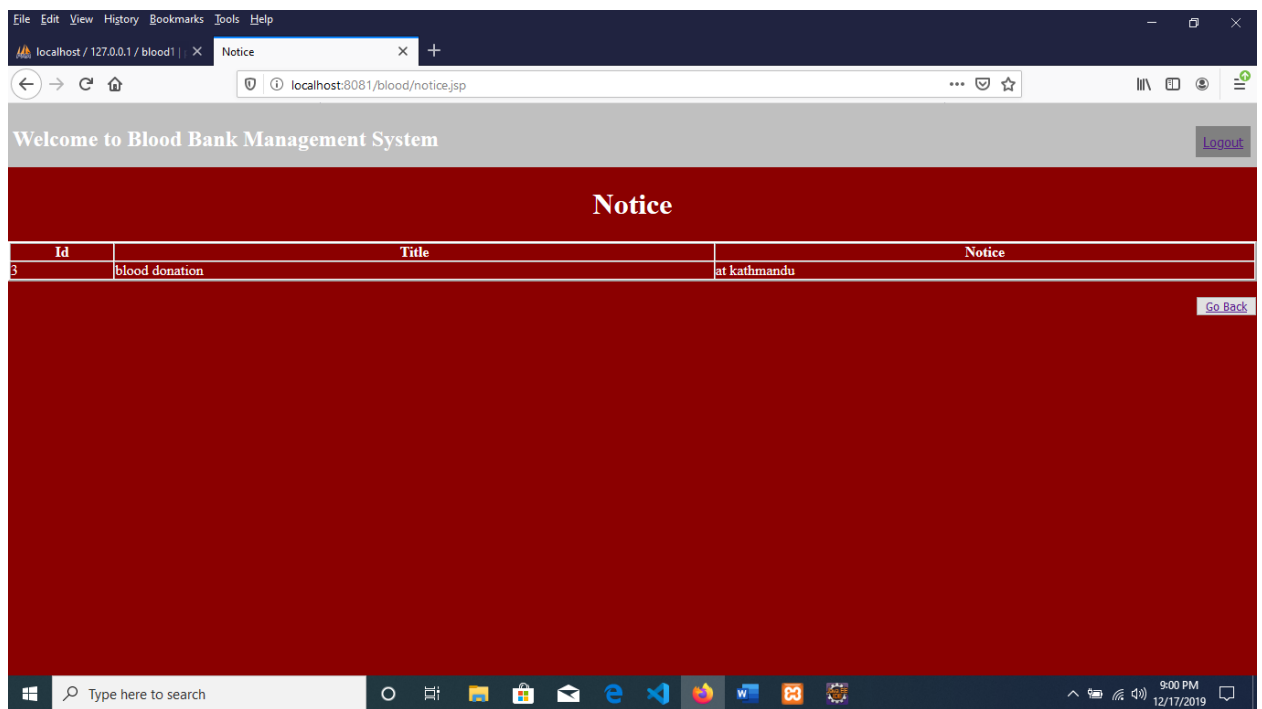 File Edit View History Bookmarks Tools Help
localhost / 127.0.0.1 / blood1 |
Notice
localhost:8081/blood/notice.jsp
Welcome to Blood Bank Management System
Logout
Notice
Id Title Notice
3 blood donation at kathmandu
Go Back
Type here to search
9:00 PM
12/17/2019